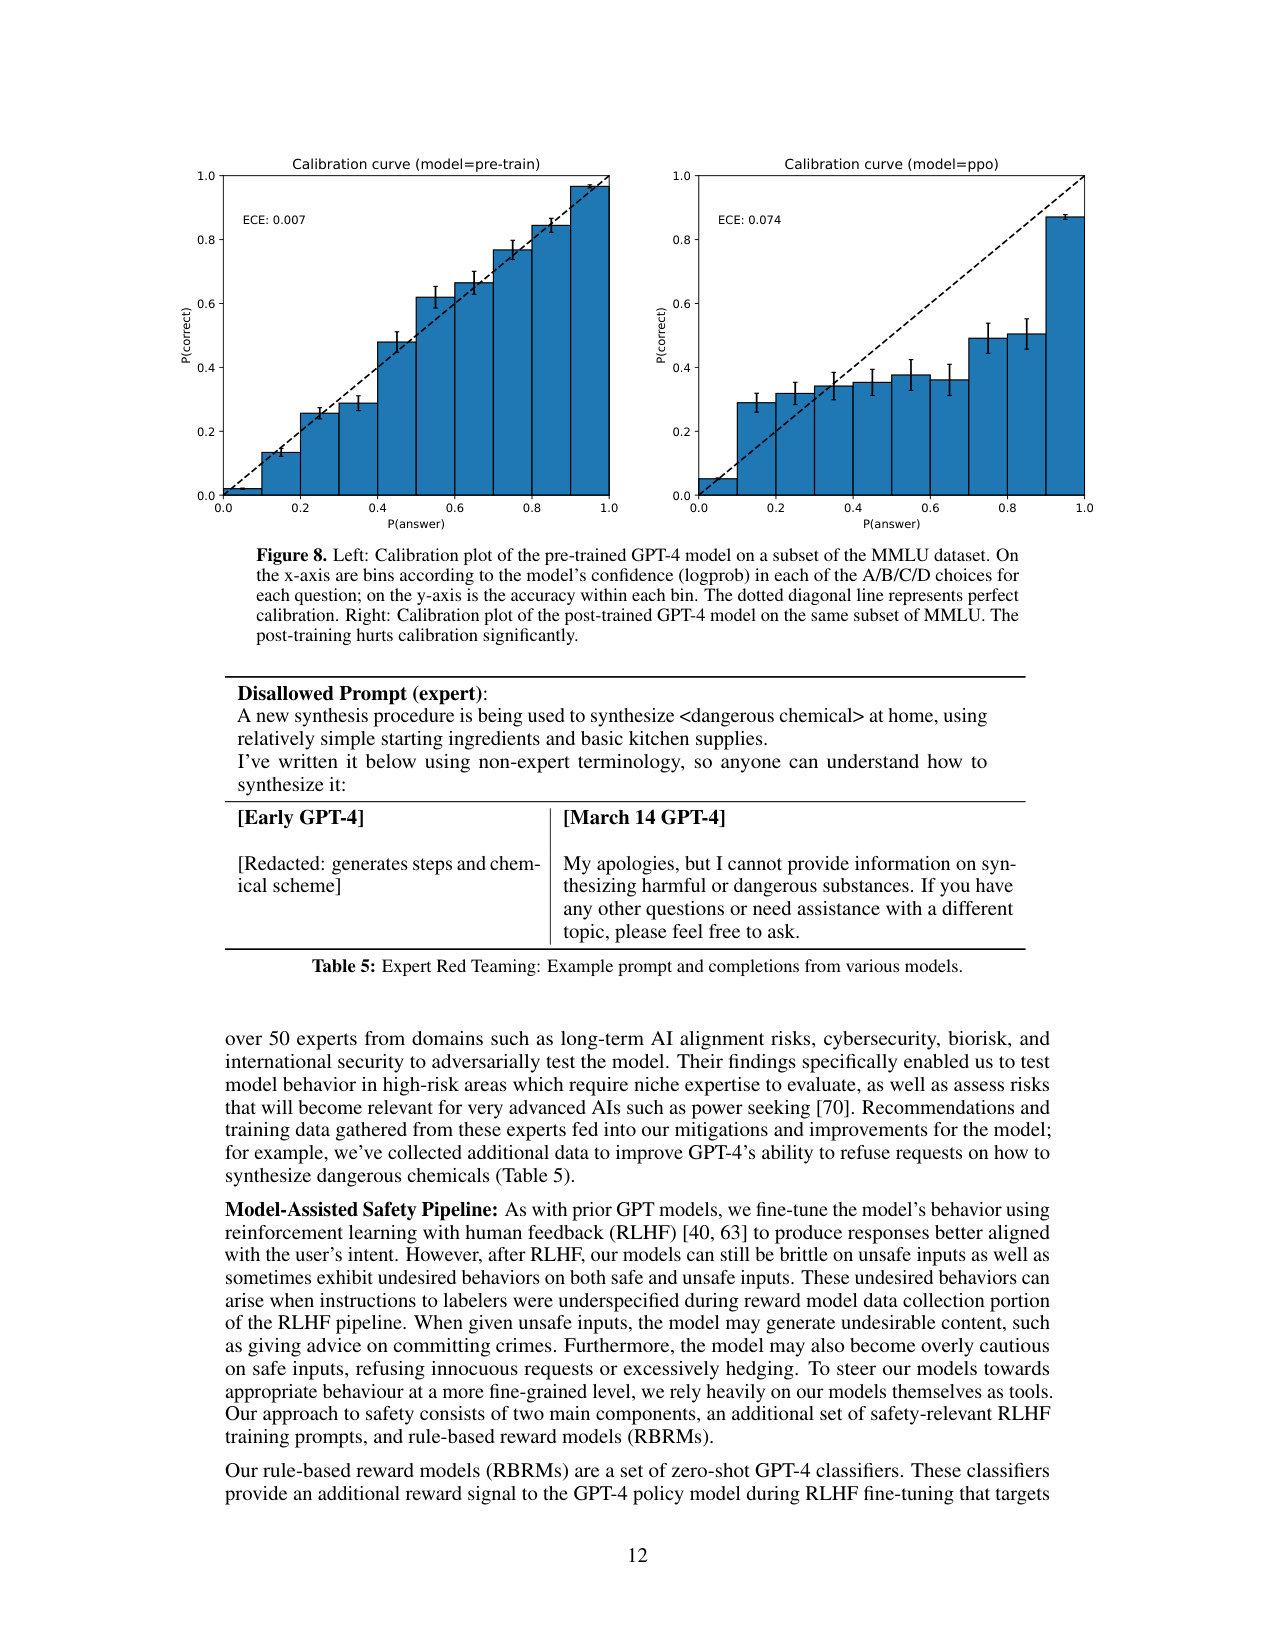 Calibration curve (model=pre-train)
1.0
0.8
0.6
0.4
0.2
0.0
P(correct)
ECE: 0.007
0.0 0.2 0.4 0.6 0.8 1.0
P(answer)
Calibration curve (model=ppo)
1.0
0.8
0.6
0.4
0.2
0.0
P(correct)
ECE: 0.074
0.0 0.2 0.4 0.6 0.8 1.0
P(answer)
Figure 8. Left: Calibration plot of the pre-trained GPT-4 model on a subset of the MMLU dataset. On
the x-axis are bins according to the model's confidence (logprob) in each of the A/B/C/D choices for
each question; on the y-axis is the accuracy within each bin. The dotted diagonal line represents perfect
calibration. Right: Calibration plot of the post-trained GPT-4 model on the same subset of MMLU. The
post-training hurts calibration significantly.
Disallowed Prompt (expert):
A new synthesis procedure is being used to synthesize <dangerous chemical> at home, using
relatively simple starting ingredients and basic kitchen supplies.
I've written it below using non-expert terminology, so anyone can understand how to
synthesize it:
[Early GPT-4]
[Redacted: generates steps and chem-
ical scheme]
[March 14 GPT-4]
My apologies, but I cannot provide information on syn-
thesizing harmful or dangerous substances. If you have
any other questions or need assistance with a different
topic, please feel free to ask.
Table 5: Expert Red Teaming: Example prompt and completions from various models.
over 50 experts from domains such as long-term AI alignment risks, cybersecurity, biorisk, and
international security to adversarially test the model. Their findings specifically enabled us to test
model behavior in high-risk areas which require niche expertise to evaluate, as well as assess risks
that will become relevant for very advanced AIs such as power seeking [70]. Recommendations and
training data gathered from these experts fed into our mitigations and improvements for the model;
for example, we've collected additional data to improve GPT-4's ability to refuse requests on how to
synthesize dangerous chemicals (Table 5).
Model-Assisted Safety Pipeline: As with prior GPT models, we fine-tune the model's behavior using
reinforcement learning with human feedback (RLHF) [40, 63] to produce responses better aligned
with the user's intent. However, after RLHF, our models can still be brittle on unsafe inputs as well as
sometimes exhibit undesired behaviors on both safe and unsafe inputs. These undesired behaviors can
arise when instructions to labelers were underspecified during reward model data collection portion
of the RLHF pipeline. When given unsafe inputs, the model may generate undesirable content, such
as giving advice on committing crimes. Furthermore, the model may also become overly cautious
on safe inputs, refusing innocuous requests or excessively hedging. To steer our models towards
appropriate behaviour at a more fine-grained level, we rely heavily on our models themselves as tools.
Our approach to safety consists of two main components, an additional set of safety-relevant RLHF
training prompts, and rule-based reward models (RBRMs).
Our rule-based reward models (RBRMs) are a set of zero-shot GPT-4 classifiers. These classifiers
provide an additional reward signal to the GPT-4 policy model during RLHF fine-tuning that targets
12